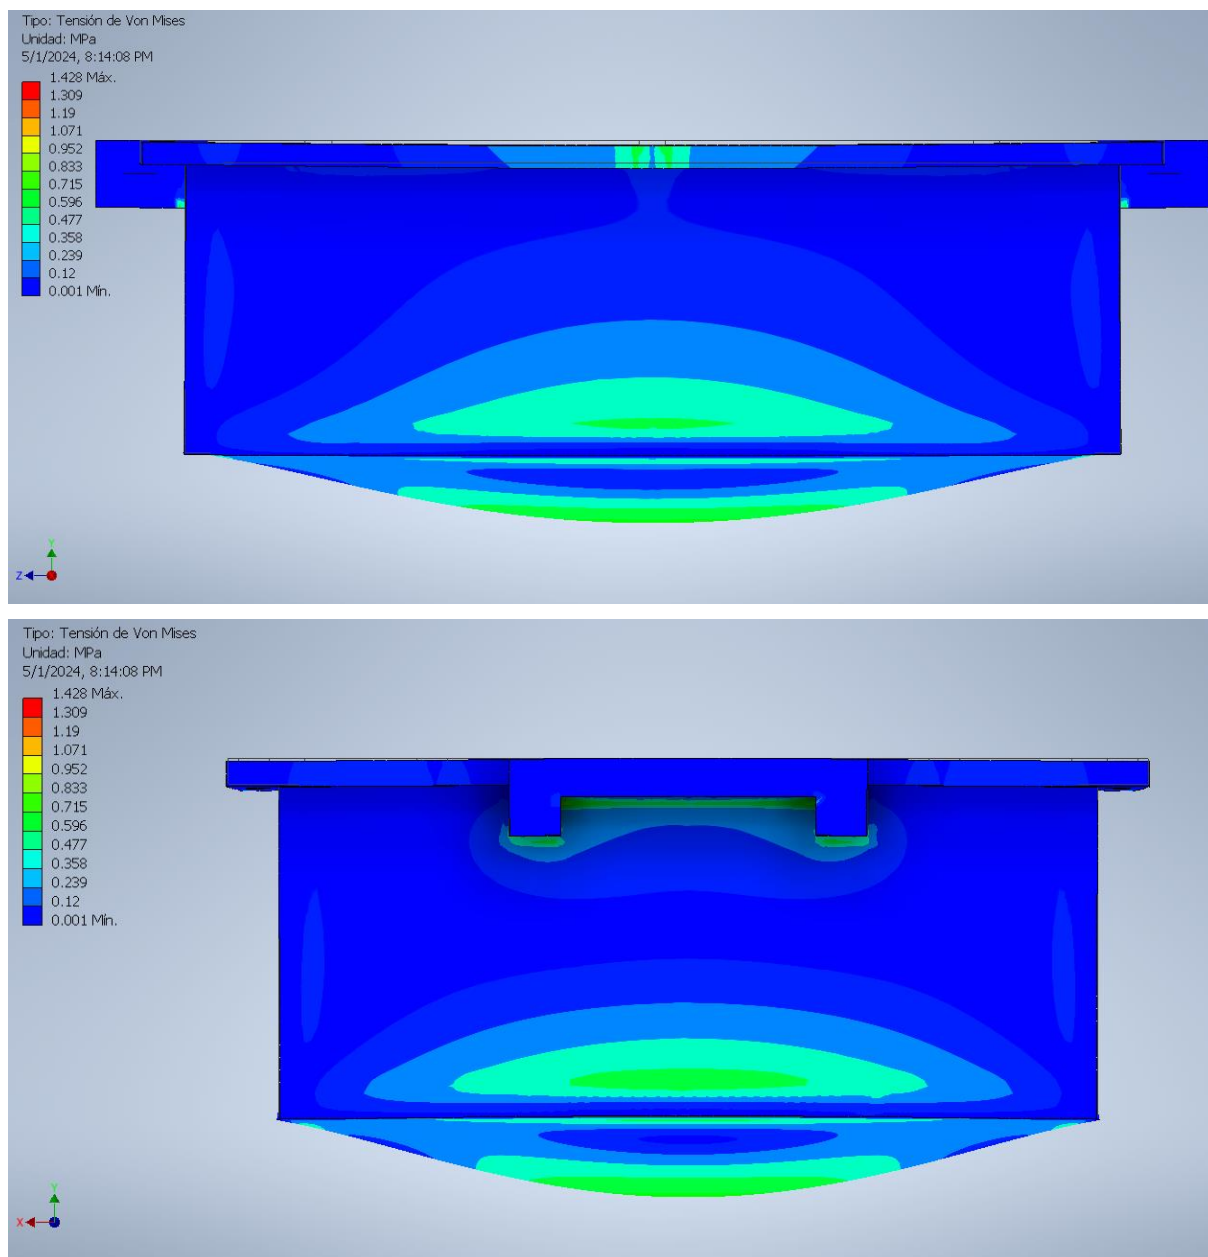 Tipo: Tensión de Von Mises
Unidad: MPa
5/1/2024, 8:14:08 PM
1.428 Máx.
1.309
1.19
1.071
0.952
0.833
0.715
0.596
0.477
0.358
0.239
0.12
0.001 Mín.
Y
Z
Tipo: Tensión de Von Mises
Unidad: MPa
5/1/2024, 8:14:08 PM
1.428 Máx.
1.309
1.19
1.071
0.952
0.833
0.715
0.596
0.477
0.358
0.239
0.12
0.001 Mín.
Y
X